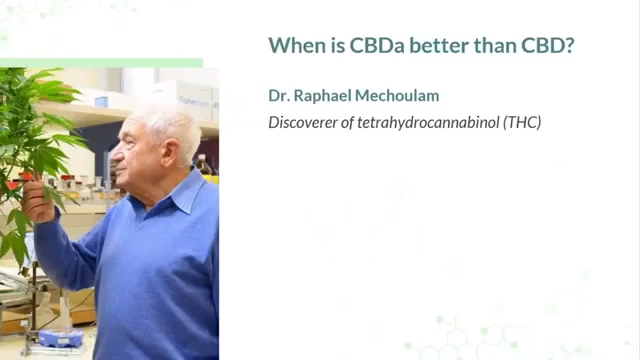 When is CBDa better than CBD?
Dr. Raphael Mechoulam
Discoverer of tetrahydrocannabinol (THC)